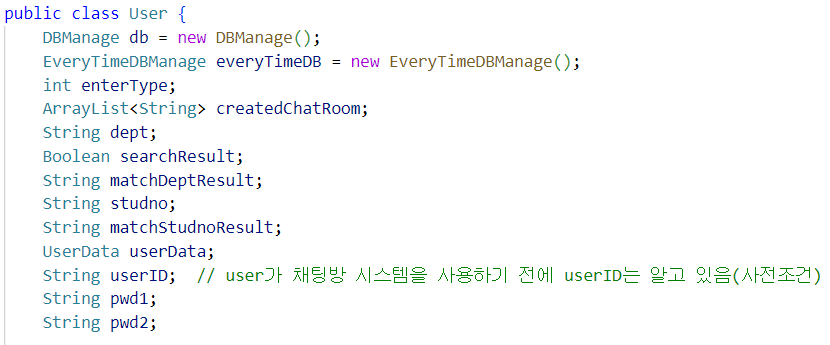 public class User {
DBManage db = new DBManage();
EveryTimeDBManage everyTimeDB = new EveryTimeDBManage();
int enterType;
ArrayList<String> createdChatRoom;
String dept;
Boolean searchResult;
String matchDeptResult;
String studno;
String matchStudnoResult;
UserData userData;
String userID;  // user가 채팅방 시스템을 사용하기 전에 userID는 알고 있음(사전조건)
String pwd1;
String pwd2;